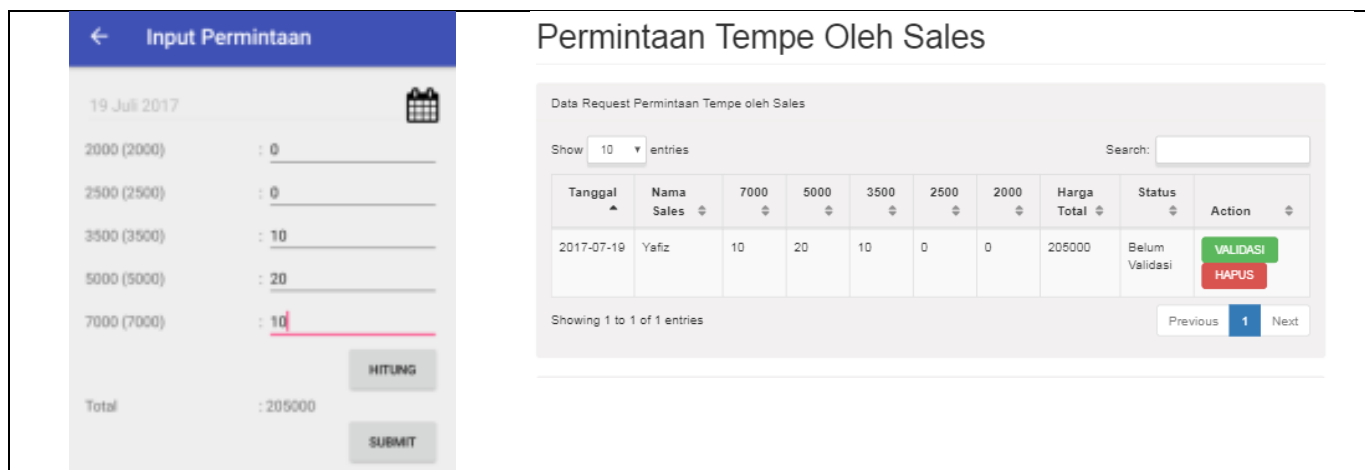 ← Input Permintaan
19 Juli 2017
2000 (2000) : 0
2500 (2500) : 0
3500 (3500) : 10
5000 (5000) : 20
7000 (7000) : 10
HITUNG
Total : 205000
SUBMIT
Permintaan Tempe Oleh Sales
Data Request Permintaan Tempe oleh Sales
Show 10 entries Search:
Tanggal Nama Sales 7000 5000 3500 2500 2000 Harga Total Status Action
2017-07-19 Yafiz 10 20 10 0 0 205000 Belum Validasi VALIDASI
HAPUS
Showing 1 to 1 of 1 entries Previous 1 Next